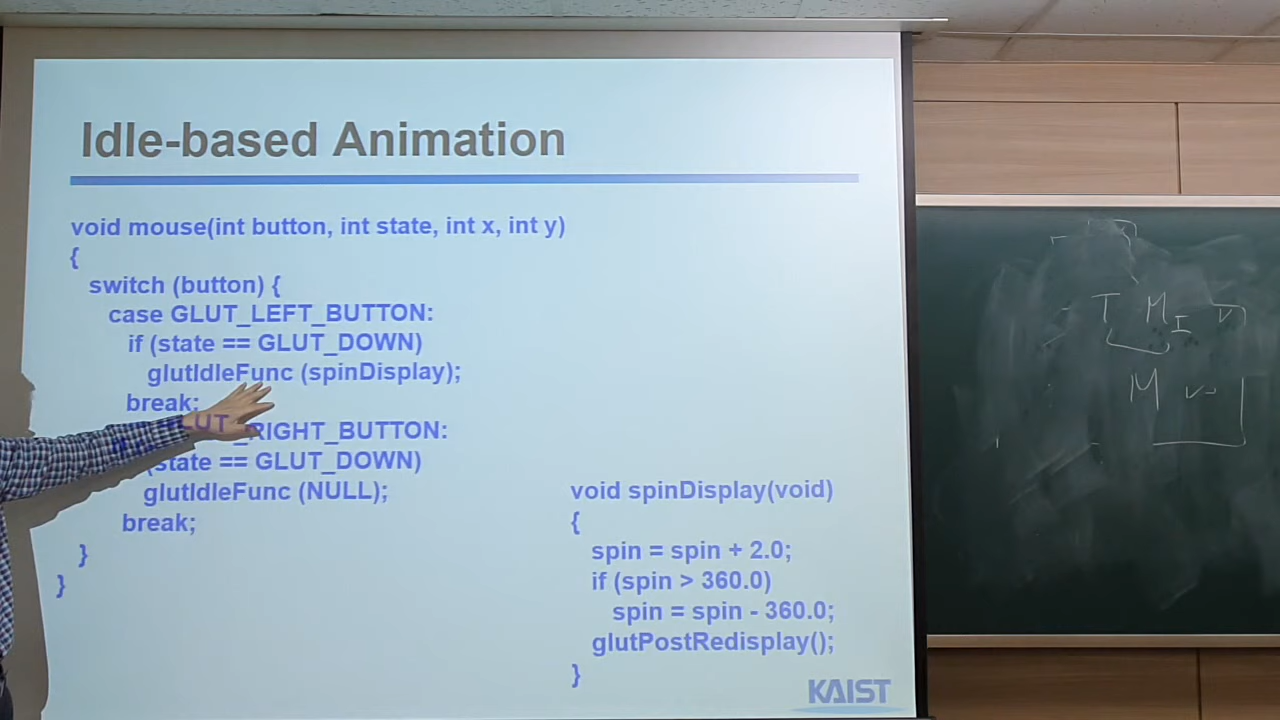 Idle-based Animation
void mouse(int button, int state, int x, int y)
{
switch (button) {
case GLUT_LEFT_BUTTON:
if (state == GLUT_DOWN)
glutIdleFunc (spinDisplay);
break;
GLUT_RIGHT_BUTTON:
(state == GLUT_DOWN)
glutIdleFunc (NULL);
break;
}
}
void spinDisplay(void)
{
spin = spin + 2.0;
if (spin > 360.0)
spin = spin - 360.0;
glutPostRedisplay();
}
KAIST
T M I v
M v